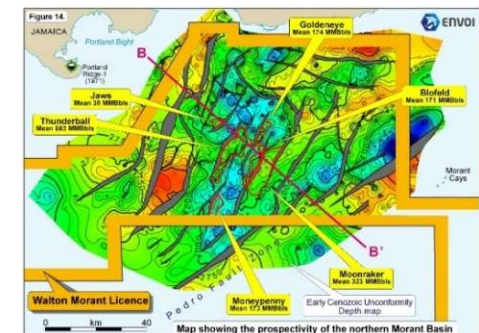 Figure 14.
JAMAICA
Portland Bight
Portland
Ridge-1
(1971)
Goldeneye
Mean 174 MMBbls
ENVOI
B
Jaws
Mean 38 MMBbls
Thunderball
Mean 683 MMBbls
Blofeld
Mean 171 MMBbls
Morant
Cays
B'
Moonraker
Mean 323 MMBbls
Moneypenny
Mean 173 MMBbls
Pedro Fault Zone
Early Cenozoic Unconformity
Depth map
Walton Morant Licence
0 km 40
Map showing the prospectivity of the northern Morant Basin